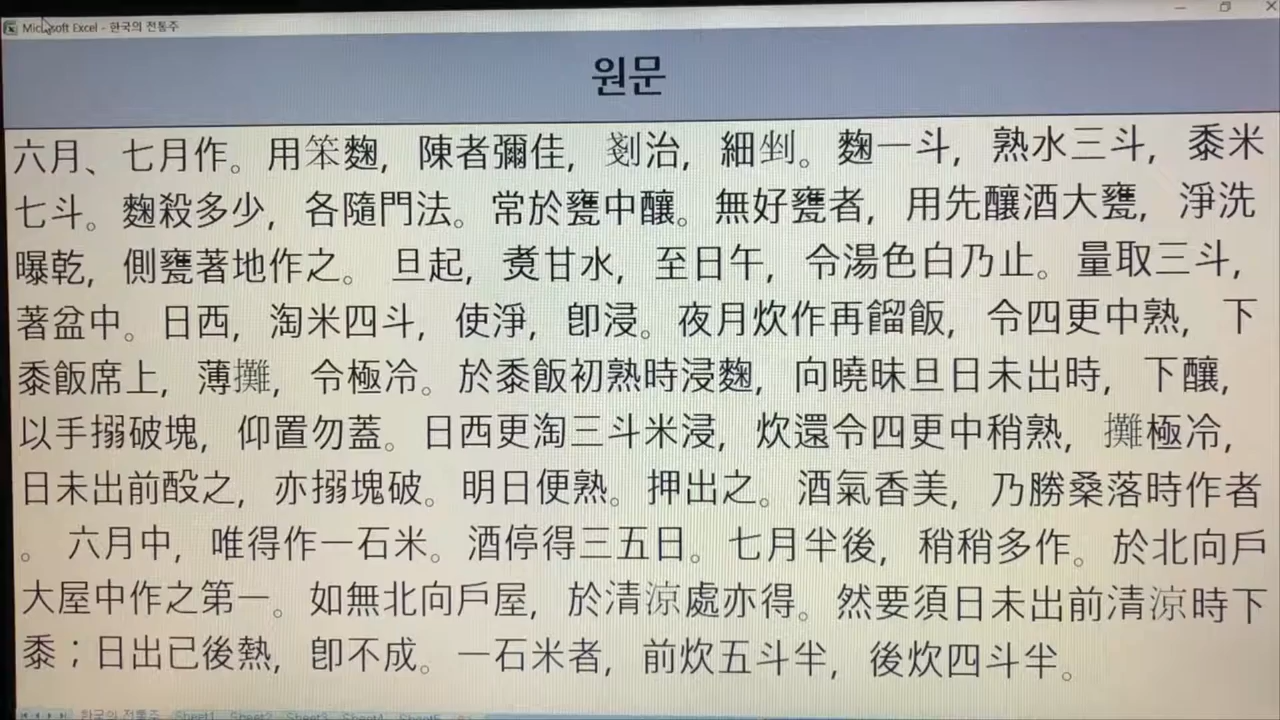 Microsoft Excel - 한국의 전통주
원문
六月、七月作。用笨麴, 陳者彌佳, 剗治, 細剉。麴一斗, 熟水三斗, 黍米
七斗。麴殺多少, 各隨門法。常於甕中釀。無好甕者, 用先釀酒大甕, 淨洗
曝乾, 側甕著地作之。 旦起, 煑甘水, 至日午, 令湯色白乃止。量取三斗,
著盆中。日西, 淘米四斗, 使淨, 卽浸。夜月炊作再餾飯, 令四更中熟, 下
黍飯席上, 薄攤, 令極冷。於黍飯初熟時浸麴, 向曉昧旦日未出時, 下釀,
以手搦破塊, 仰置勿蓋。日西更淘三斗米浸, 炊還令四更中稍熟, 攤極冷,
日未出前酘之, 亦搦塊破。明日便熟。押出之。酒氣香美, 乃勝桑落時作者
。 六月中, 唯得作一石米。酒停得三五日。七月半後, 稍稍多作。於北向戶
大屋中作之第一。如無北向戶屋, 於清涼處亦得。然要須日未出前清涼時下
黍；日出已後熱, 卽不成。一石米者, 前炊五斗半, 後炊四斗半。
한국의 전통주 Sheet1 Sheet2 Sheet3 Sheet4 Sheet5